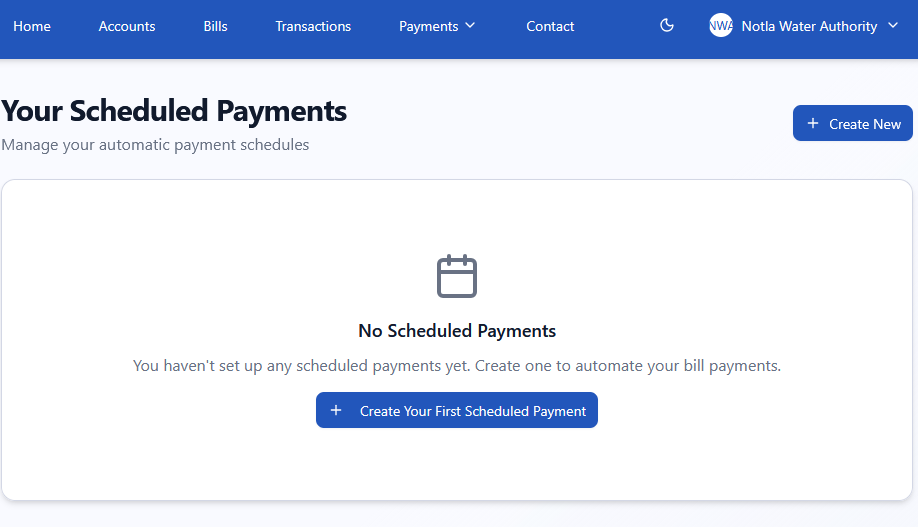 Home Accounts Bills Transactions Payments Contact NWA Notla Water Authority
Your Scheduled Payments
Manage your automatic payment schedules
+ Create New
No Scheduled Payments
You haven't set up any scheduled payments yet. Create one to automate your bill payments.
+ Create Your First Scheduled Payment